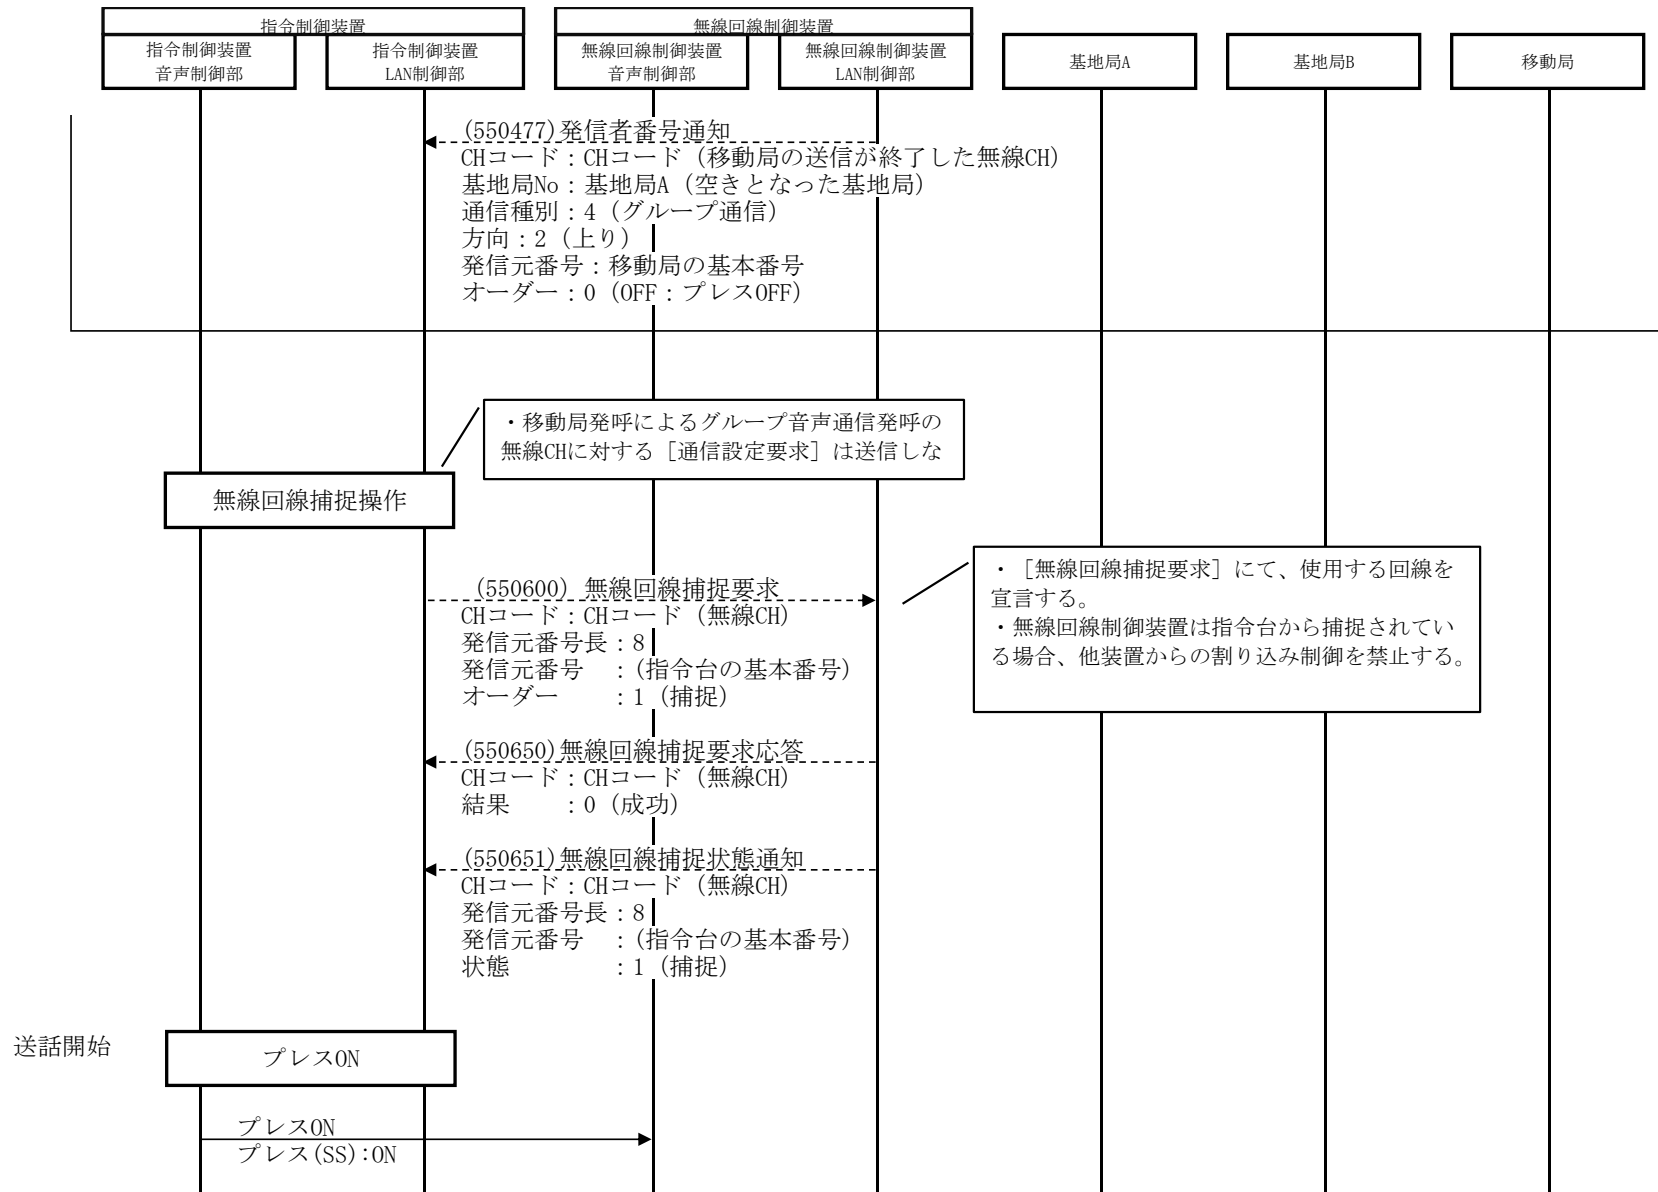 指令制御装置
無線回線制御装置
指令制御装置
音声制御部
指令制御装置
LAN制御部
無線回線制御装置
音声制御部
無線回線制御装置
LAN制御部
基地局A
基地局B
移動局
(550477)発信者番号通知
CHコード：CHコード（移動局の送信が終了した無線CH）
基地局No：基地局A（空きとなった基地局）
通信種別：4（グループ通信）
方向：2（上り）
発信元番号：移動局の基本番号
オーダー：0（OFF：プレスOFF）
・移動局発呼によるグループ音声通信発呼の
無線CHに対する［通信設定要求］は送信しな
無線回線捕捉操作
(550600) 無線回線捕捉要求
CHコード：CHコード（無線CH）
発信元番号長：8
発信元番号　：(指令台の基本番号)
オーダー　　：1（捕捉）
・［無線回線捕捉要求］にて、使用する回線を
宣言する。
・無線回線制御装置は指令台から捕捉されてい
る場合、他装置からの割り込み制御を禁止する。
(550650)無線回線捕捉要求応答
CHコード：CHコード（無線CH）
結果　　：0（成功）
(550651)無線回線捕捉状態通知
CHコード：CHコード（無線CH）
発信元番号長：8
発信元番号　：(指令台の基本番号)
状態　　　　：1（捕捉）
送話開始
プレスON
プレスON
プレス(SS):ON